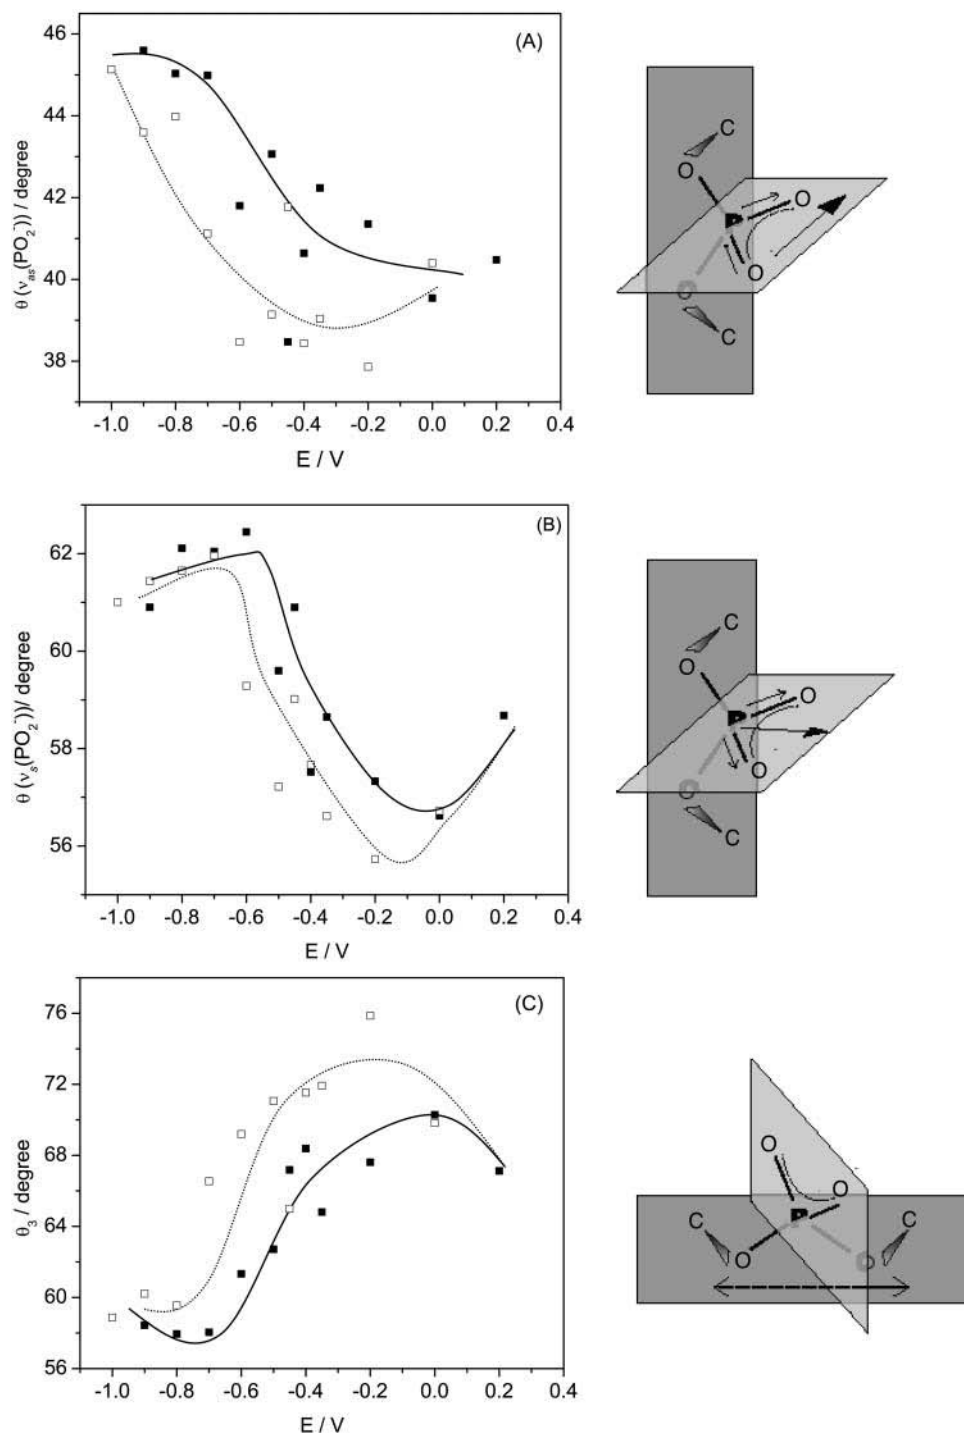 (A)
46
44
42
40
38
θ (ν_as(PO₂⁻)) / degree
-1.0 -0.8 -0.6 -0.4 -0.2 0.0 0.2 0.4
E / V
C
O
P O
O
O
C
(B)
62
60
58
56
θ (ν_s(PO₂⁻))/ degree
-1.0 -0.8 -0.6 -0.4 -0.2 0.0 0.2 0.4
E / V
C
O
P O
O
O
C
(C)
76
72
68
64
60
56
θ₃ / degree
-1.0 -0.8 -0.6 -0.4 -0.2 0.0 0.2 0.4
E / V
O
O
C P C
O O